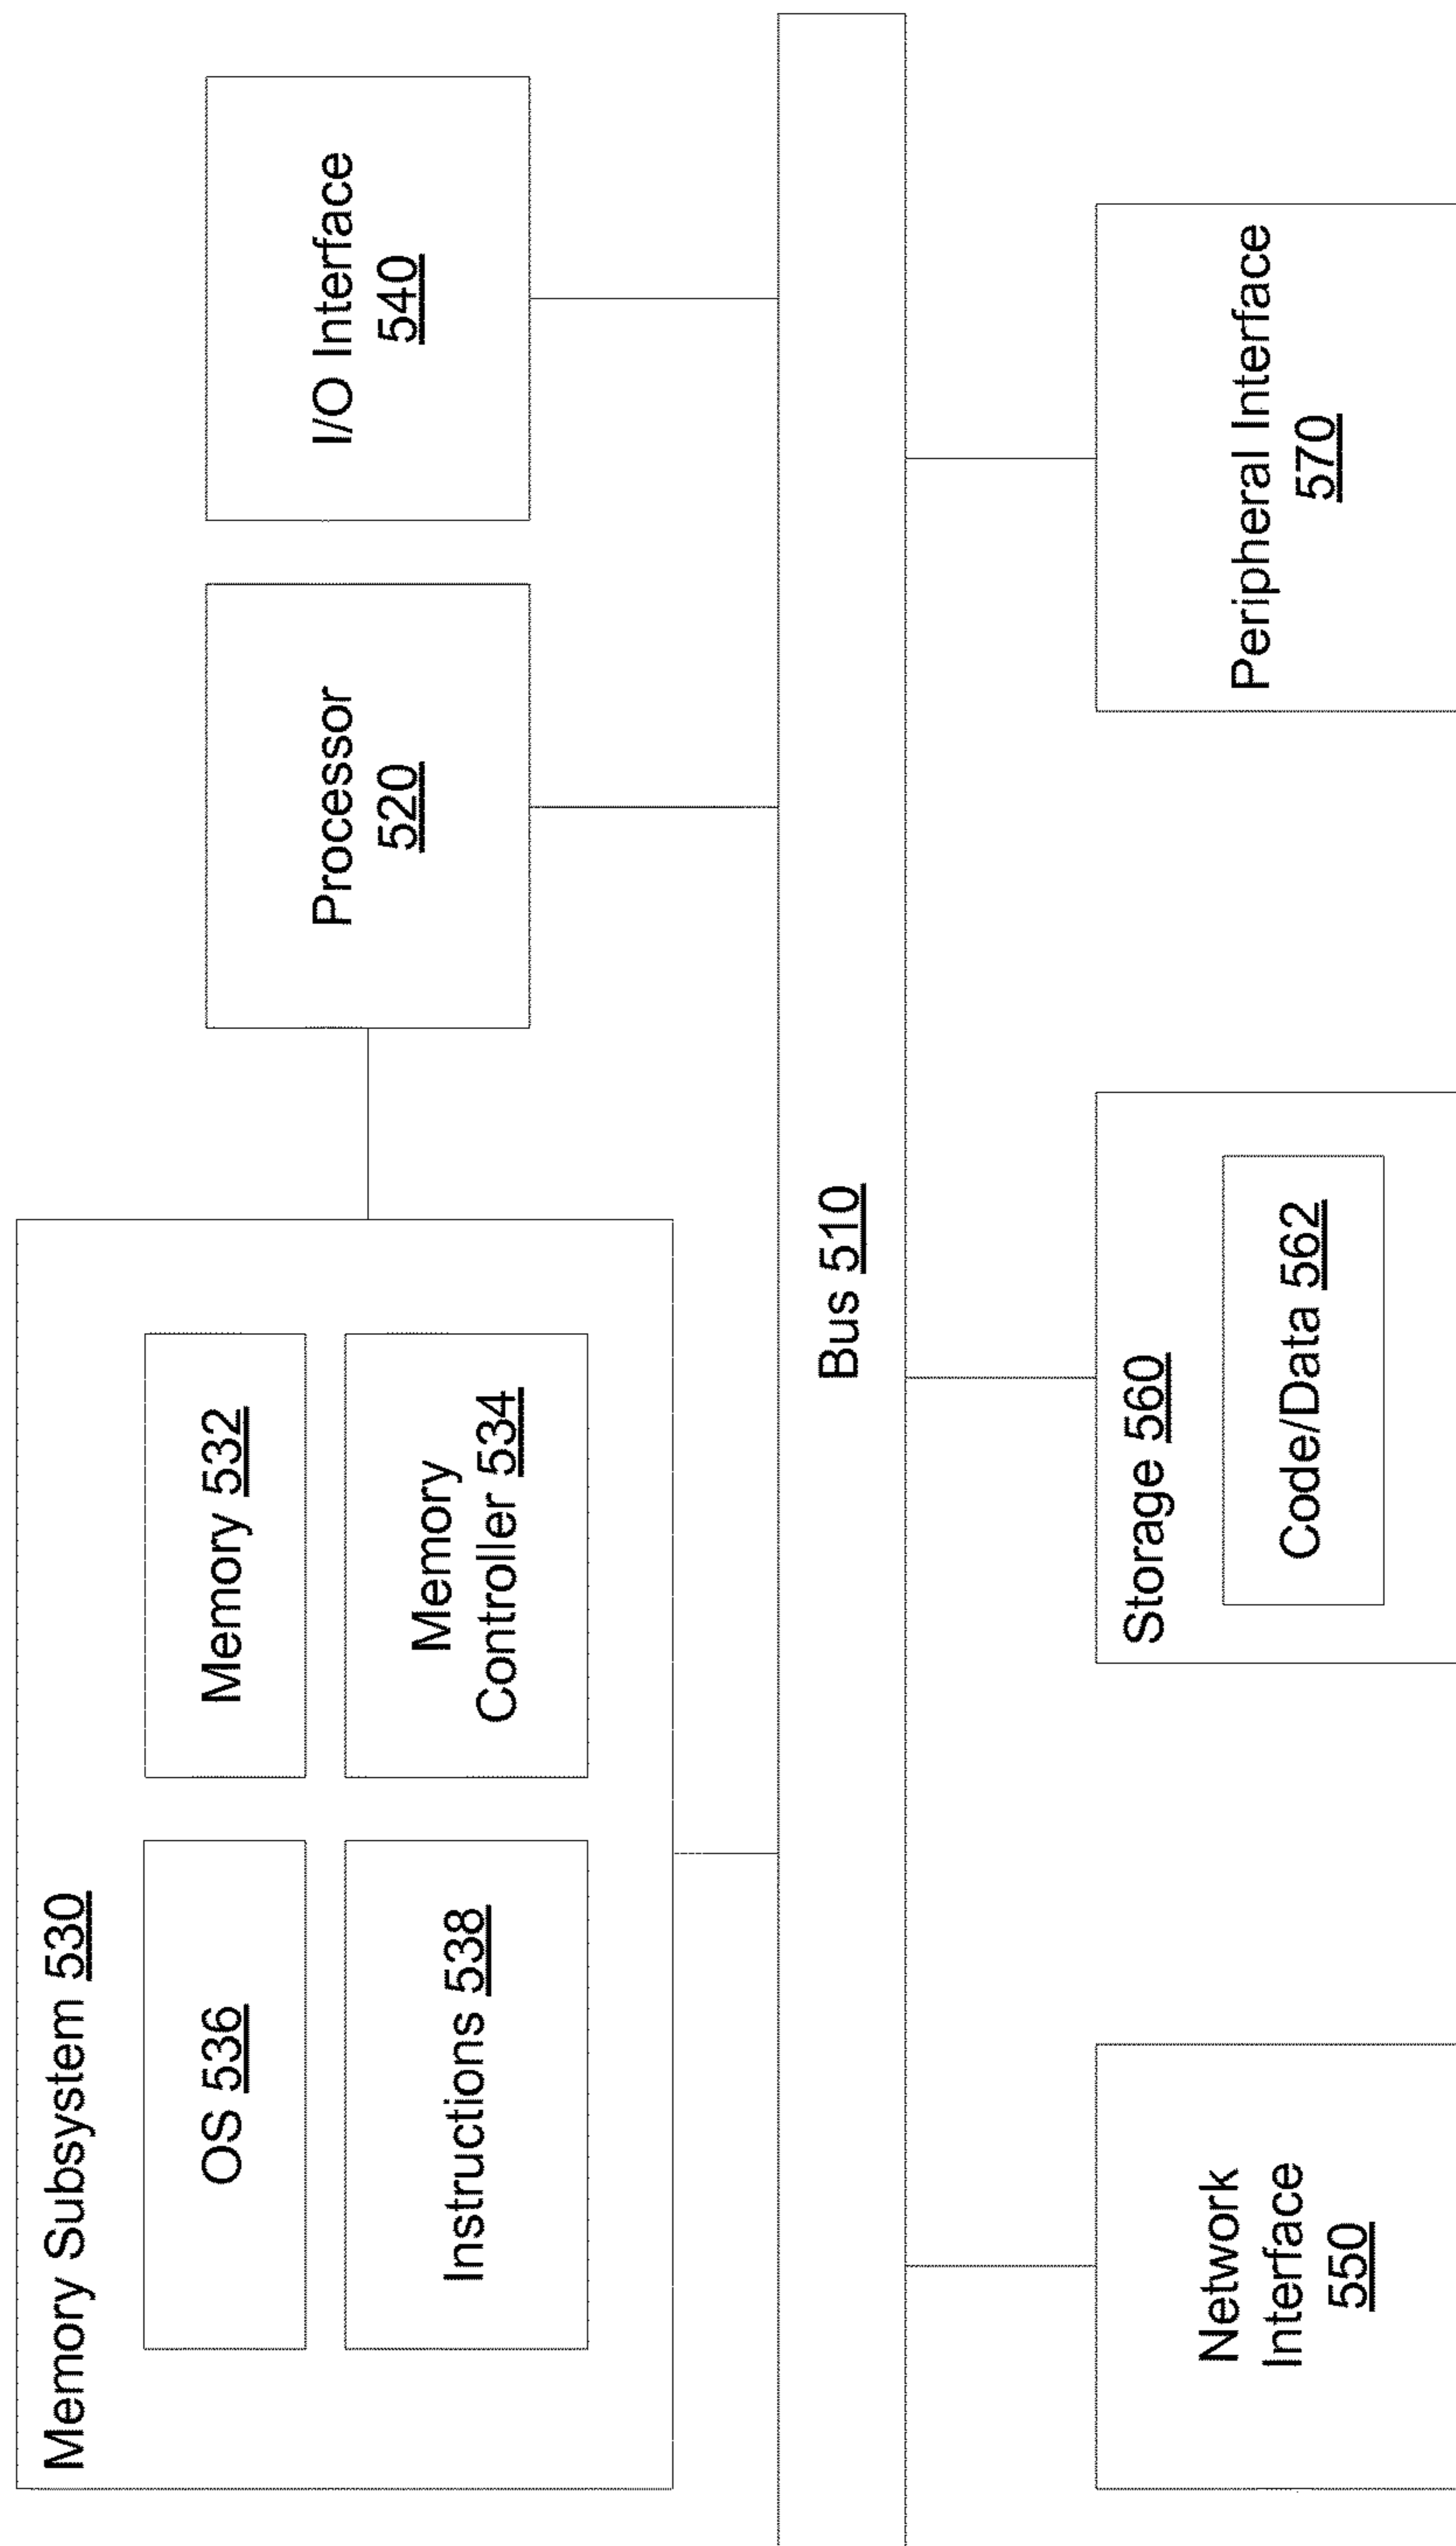 Memory Subsystem 530
OS 536
Memory 532
Instructions 538
Memory
Controller 534
Processor
520
I/O Interface
540
Bus 510
Network
Interface
550
Storage 560
Code/Data 562
Peripheral Interface
570